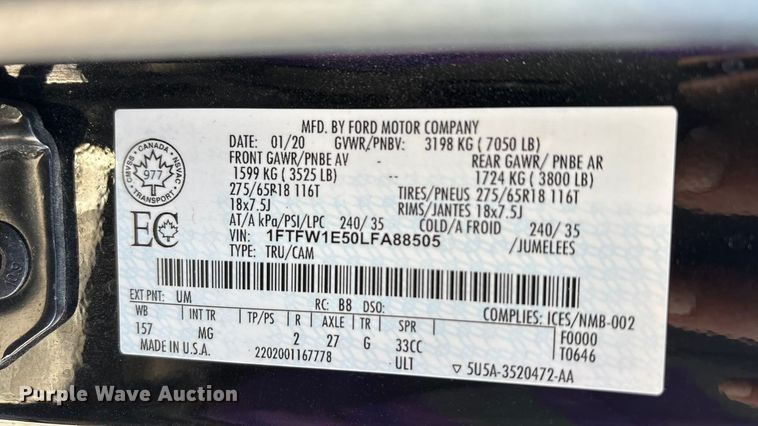 MFD. BY FORD MOTOR COMPANY
DATE: 01/20 GVWR/PNBV: 3198 KG ( 7050 LB)
FRONT GAWR/PNBE AV REAR GAWR/ PNBE AR
1599 KG ( 3525 LB) -- 1724 KG ( 3800 LB)
275/65R18 116T TIRES/PNEUS 275/65R18 116T
18x7.5J RIMS/JANTES 18x7.5J
AT/A kPa/PSI/LPC 240/ 35 COLD/A FROID 240/ 35
VIN: 1FTFW1E50LFA88505 /JUMELEES
TYPE: TRU/CAM
CMVSS CANADA NSVAC
977
TRANSPORT
EC
EXT PNT: UM RC: B8 DSO: COMPLIES: ICES/NMB-002
WB INT TR TP/PS R AXLE TR SPR F0000
157 MG 2 27 G 33CC T0646
MADE IN U.S.A. 2202001167778 ULT ▽ 5U5A-3520472-AA
Purple Wave Auction